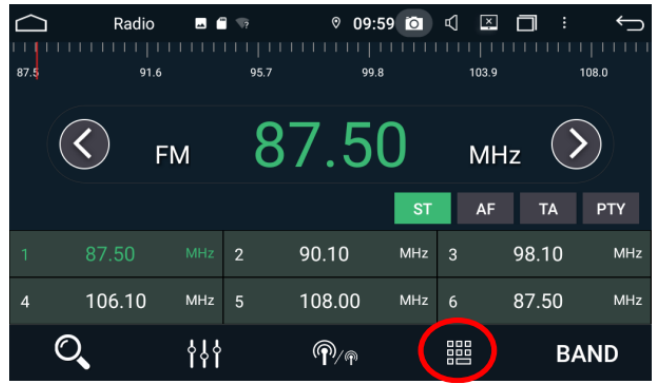 Radio 09:59
87.5 91.6 95.7 99.8 103.9 108.0
FM 87.50 MHz
ST AF TA PTY
1 87.50 MHz 2 90.10 MHz 3 98.10 MHz
4 106.10 MHz 5 108.00 MHz 6 87.50 MHz
BAND